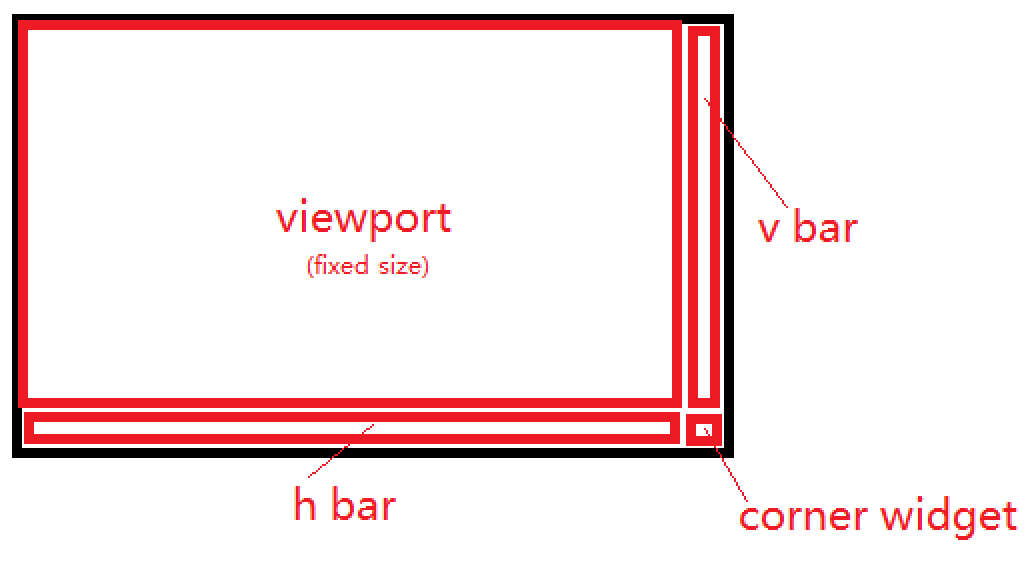 viewport
(fixed size)
v bar
h bar
corner widget